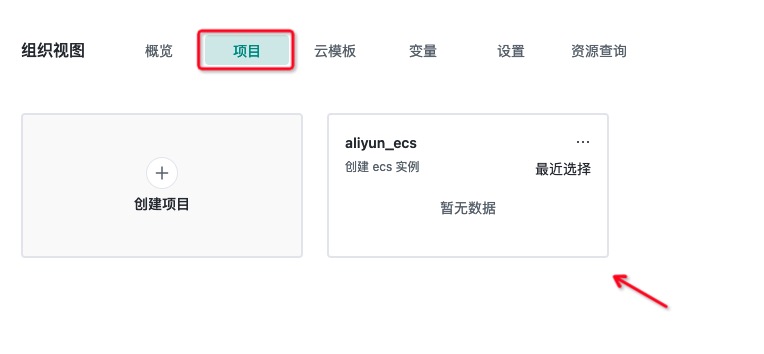 组织视图 概览 项目 云模板 变量 设置 资源查询
创建项目
aliyun_ecs ...
创建 ecs 实例 最近选择
暂无数据